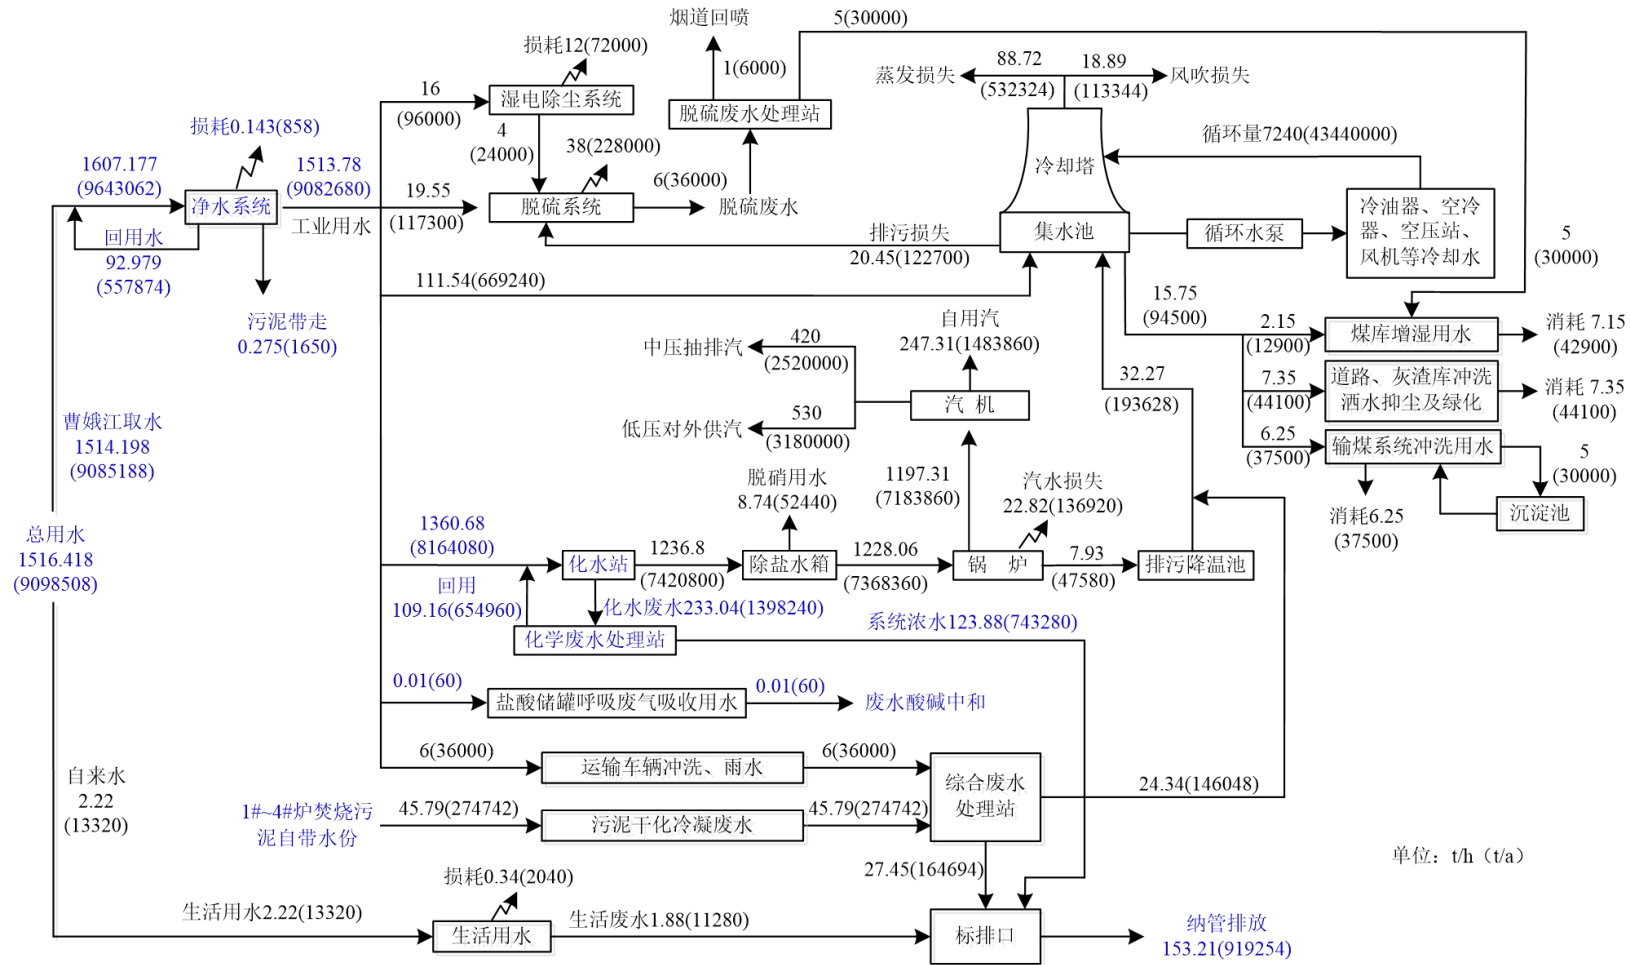 烟道回喷
5(30000)
损耗12(72000)
1(6000)
88.72
18.89
蒸发损失
风吹损失
(532324)
(113344)
16
(96000)
湿电除尘系统
脱硫废水处理站
损耗0.143(858)
4
(24000)
38(228000)
循环量7240(43440000)
1607.177
(9643062)
1513.78
(9082680)
冷却塔
净水系统
工业用水
19.55
(117300)
脱硫系统
6(36000)
脱硫废水
冷油器、空冷
器、空压站、
风机等冷却水
回用水
92.979
(557874)
排污损失
20.45(122700)
集水池
循环水泵
5
(30000)
111.54(669240)
15.75
(94500)
污泥带走
0.275(1650)
自用汽
247.31(1483860)
420
中压抽排汽
(2520000)
2.15
(12900)
煤库增湿用水
消耗 7.15
(42900)
32.27
(193628)
7.35
(44100)
道路、灰渣库冲洗
洒水抑尘及绿化
消耗 7.35
(44100)
汽 机
530
低压对外供汽
(3180000)
曹娥江取水
1514.198
(9085188)
6.25
(37500)
输煤系统冲洗用水
5
(30000)
脱硝用水
8.74(52440)
1197.31
(7183860)
汽水损失
22.82(136920)
消耗6.25
(37500)
沉淀池
总用水
1516.418
(9098508)
1360.68
(8164080)
化水站
1236.8
(7420800)
除盐水箱
1228.06
(7368360)
锅 炉
7.93
(47580)
排污降温池
回用
109.16(654960)
化水废水233.04(1398240)
系统浓水123.88(743280)
化学废水处理站
0.01(60)
盐酸储罐呼吸废气吸收用水
0.01(60)
废水酸碱中和
6(36000)
运输车辆冲洗、雨水
6(36000)
综合废水
处理站
24.34(146048)
自来水
2.22
(13320)
1#~4#炉焚烧污
泥自带水份
45.79(274742)
污泥干化冷凝废水
45.79(274742)
单位：t/h（t/a）
27.45(164694)
损耗0.34(2040)
生活用水2.22(13320)
生活用水
生活废水1.88(11280)
标排口
纳管排放
153.21(919254)